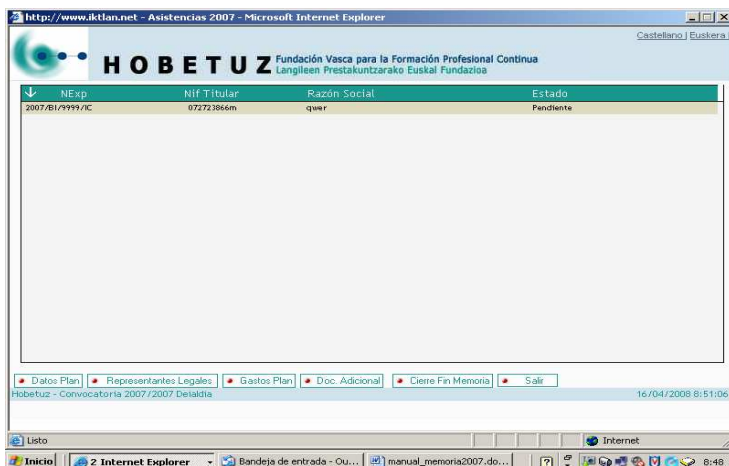 http://www.iktlan.net - Asistencias 2007 - Microsoft Internet Explorer
Castellano | Euskera
HOBETUZ Fundación Vasca para la Formación Profesional Continua
Langileen Prestakuntzarako Euskal Fundazioa
NExp Nif Titular Razón Social Estado
2007/BI/9999/IC 072723866m qwer Pendiente
Datos Plan Representantes Legales Gastos Plan Doc. Adicional Cierre Fin Memoria Salir
Hobetuz - Convocatoria 2007/2007 Deialdia 16/04/2008 8:51:06
Listo Internet
Inicio 2 Internet Explorer Bandeja de entrada - Ou... manual_memoria2007.do... 8:48